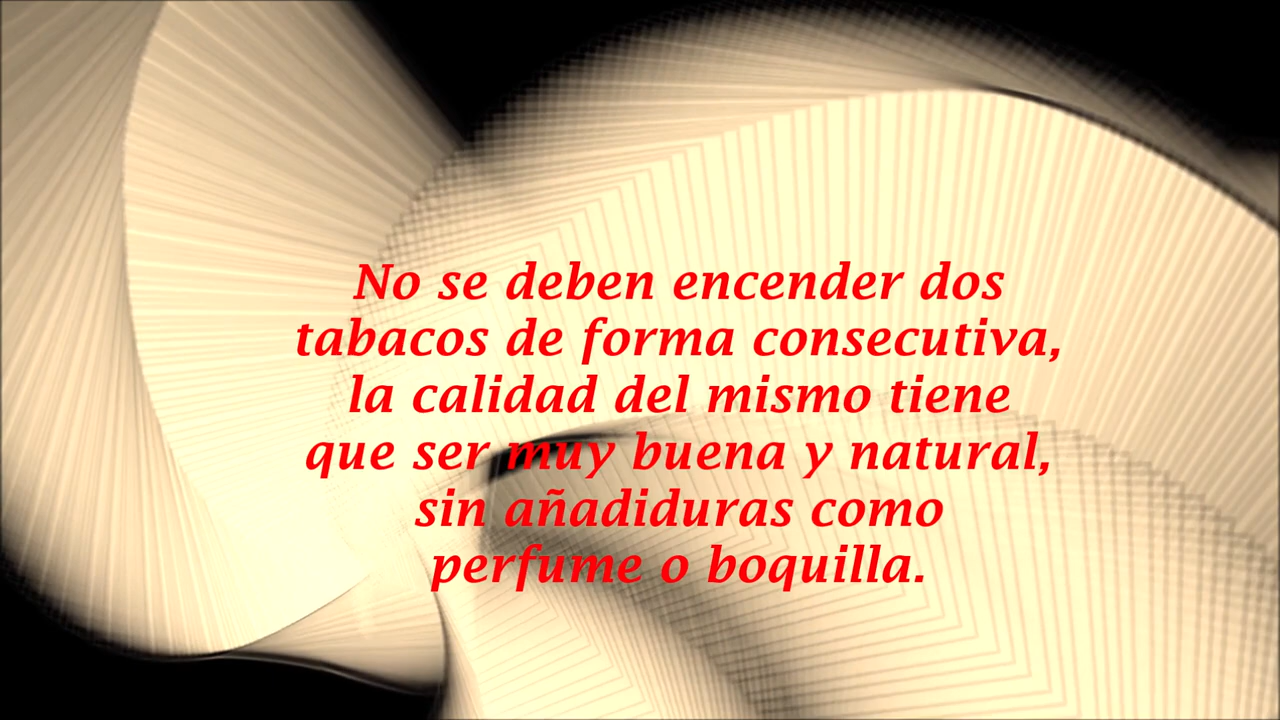 No se deben encender dos
tabacos de forma consecutiva,
la calidad del mismo tiene
que ser muy buena y natural,
sin añadiduras como
perfume o boquilla.